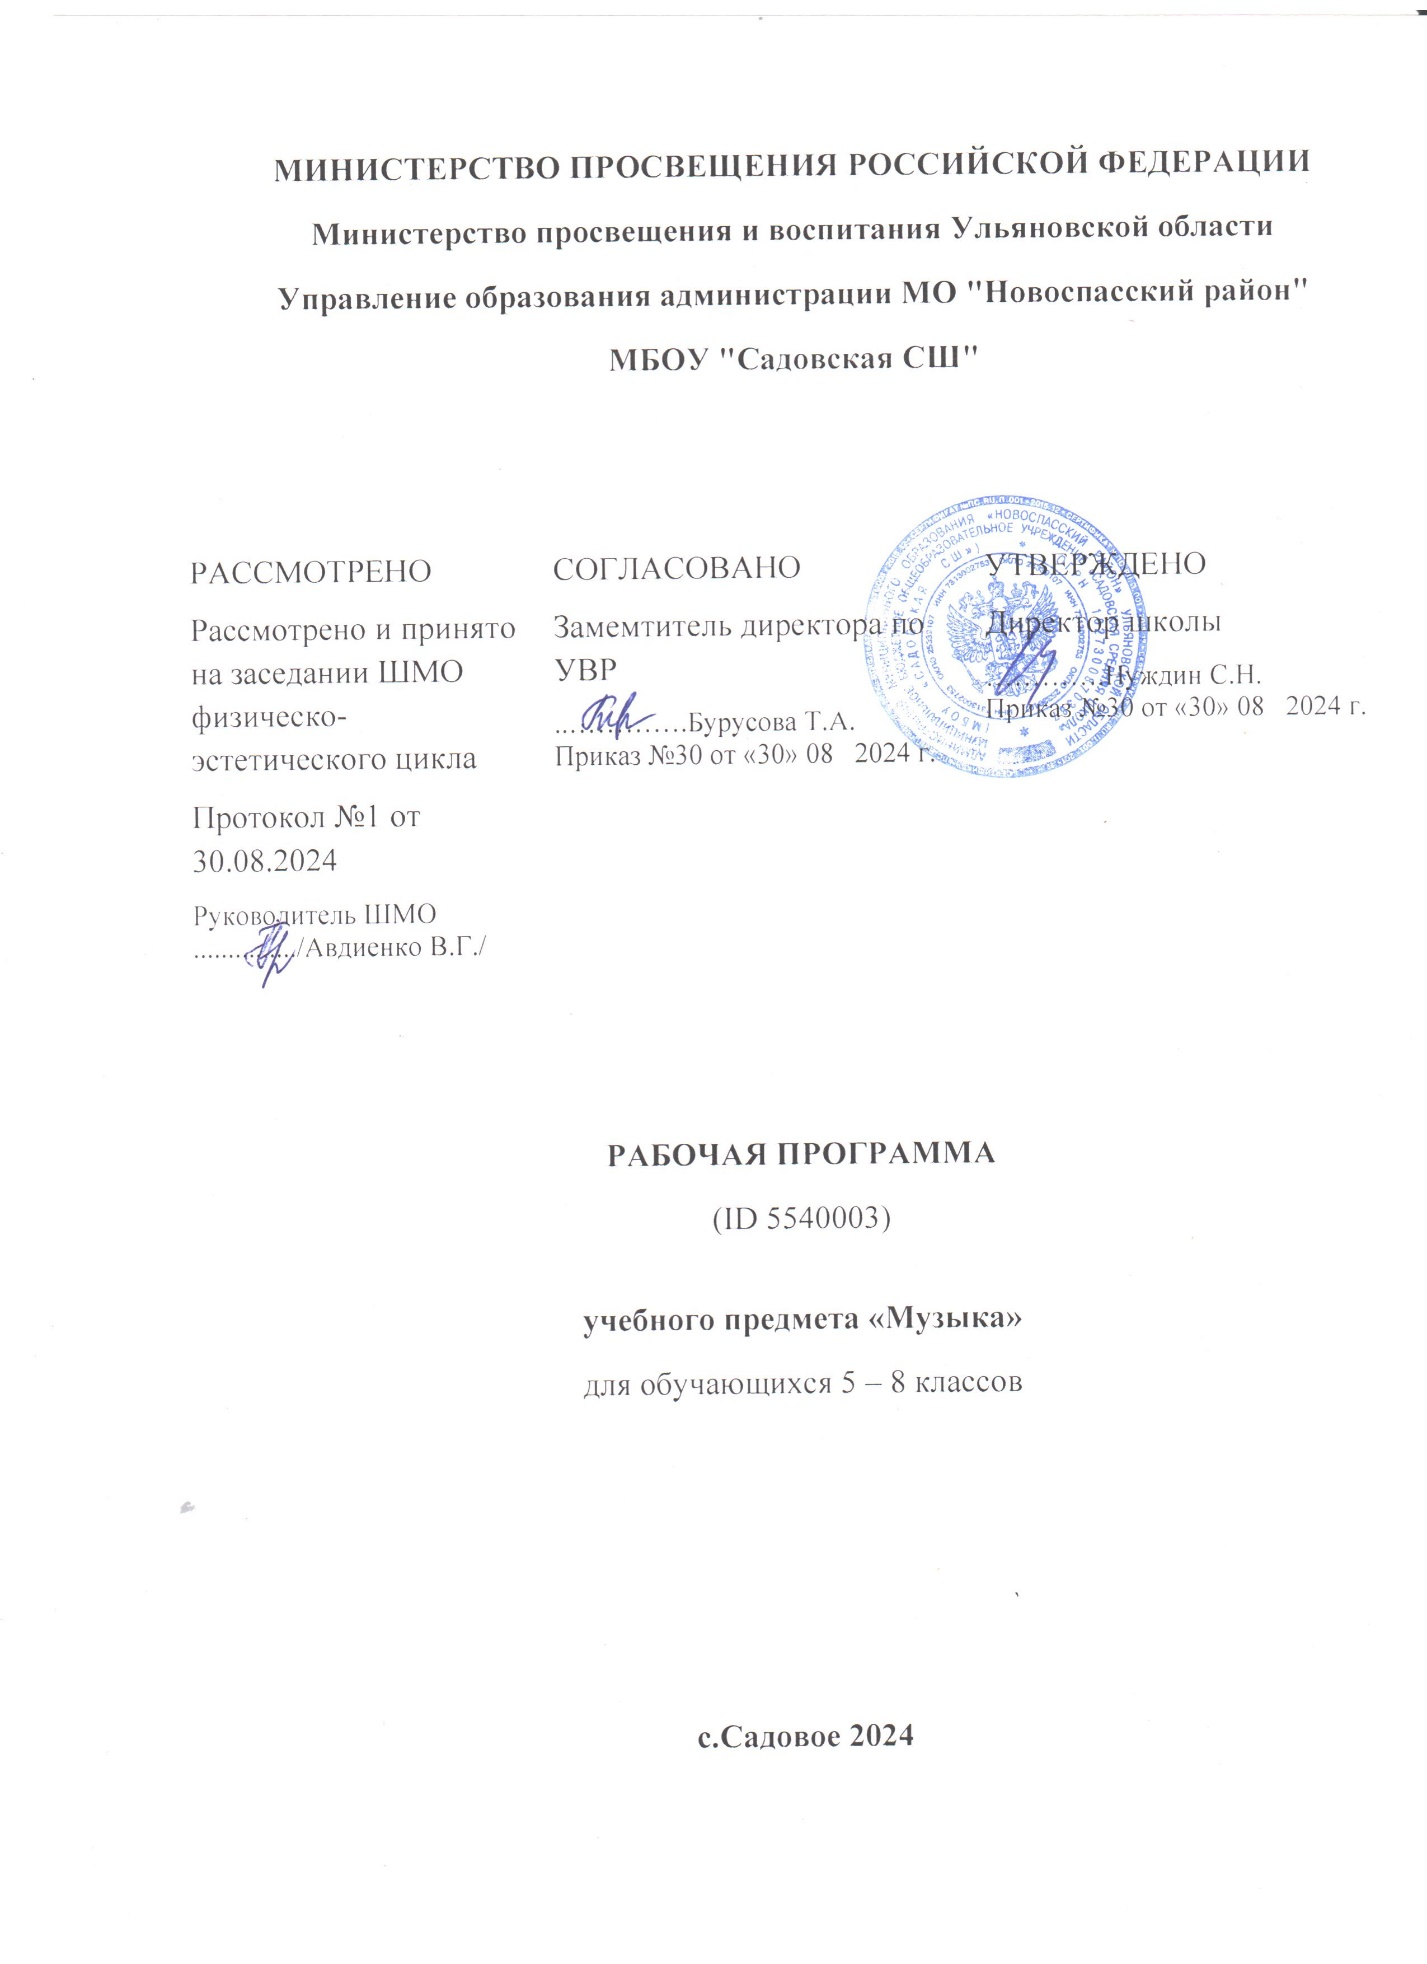 МИНИСТЕРСТВО ПРОСВЕЩЕНИЯ РОССИЙСКОЙ ФЕДЕРАЦИИ
Министерство просвещения и воспитания Ульяновской области
Управление образования администрации МО "Новоспасский район"
МБОУ "Садовская СШ"
РАССМОТРЕНО
Рассмотрено и принято
на заседании ШМО
физическо-
эстетического цикла
Протокол №1 от
30.08.2024
Руководитель ШМО
.............../Авдиенко В.Г./
СОГЛАСОВАНО
Замемтитель директора по
УВР
...............Бурусова Т.А.
Приказ №30 от «30» 08 2024 г.
УТВЕРЖДЕНО
Директор школы
...............Нуждин С.Н.
Приказ №30 от «30» 08 2024 г.
РАБОЧАЯ ПРОГРАММА
(ID 5540003)
учебного предмета «Музыка»
для обучающихся 5 – 8 классов
с.Садовое 2024